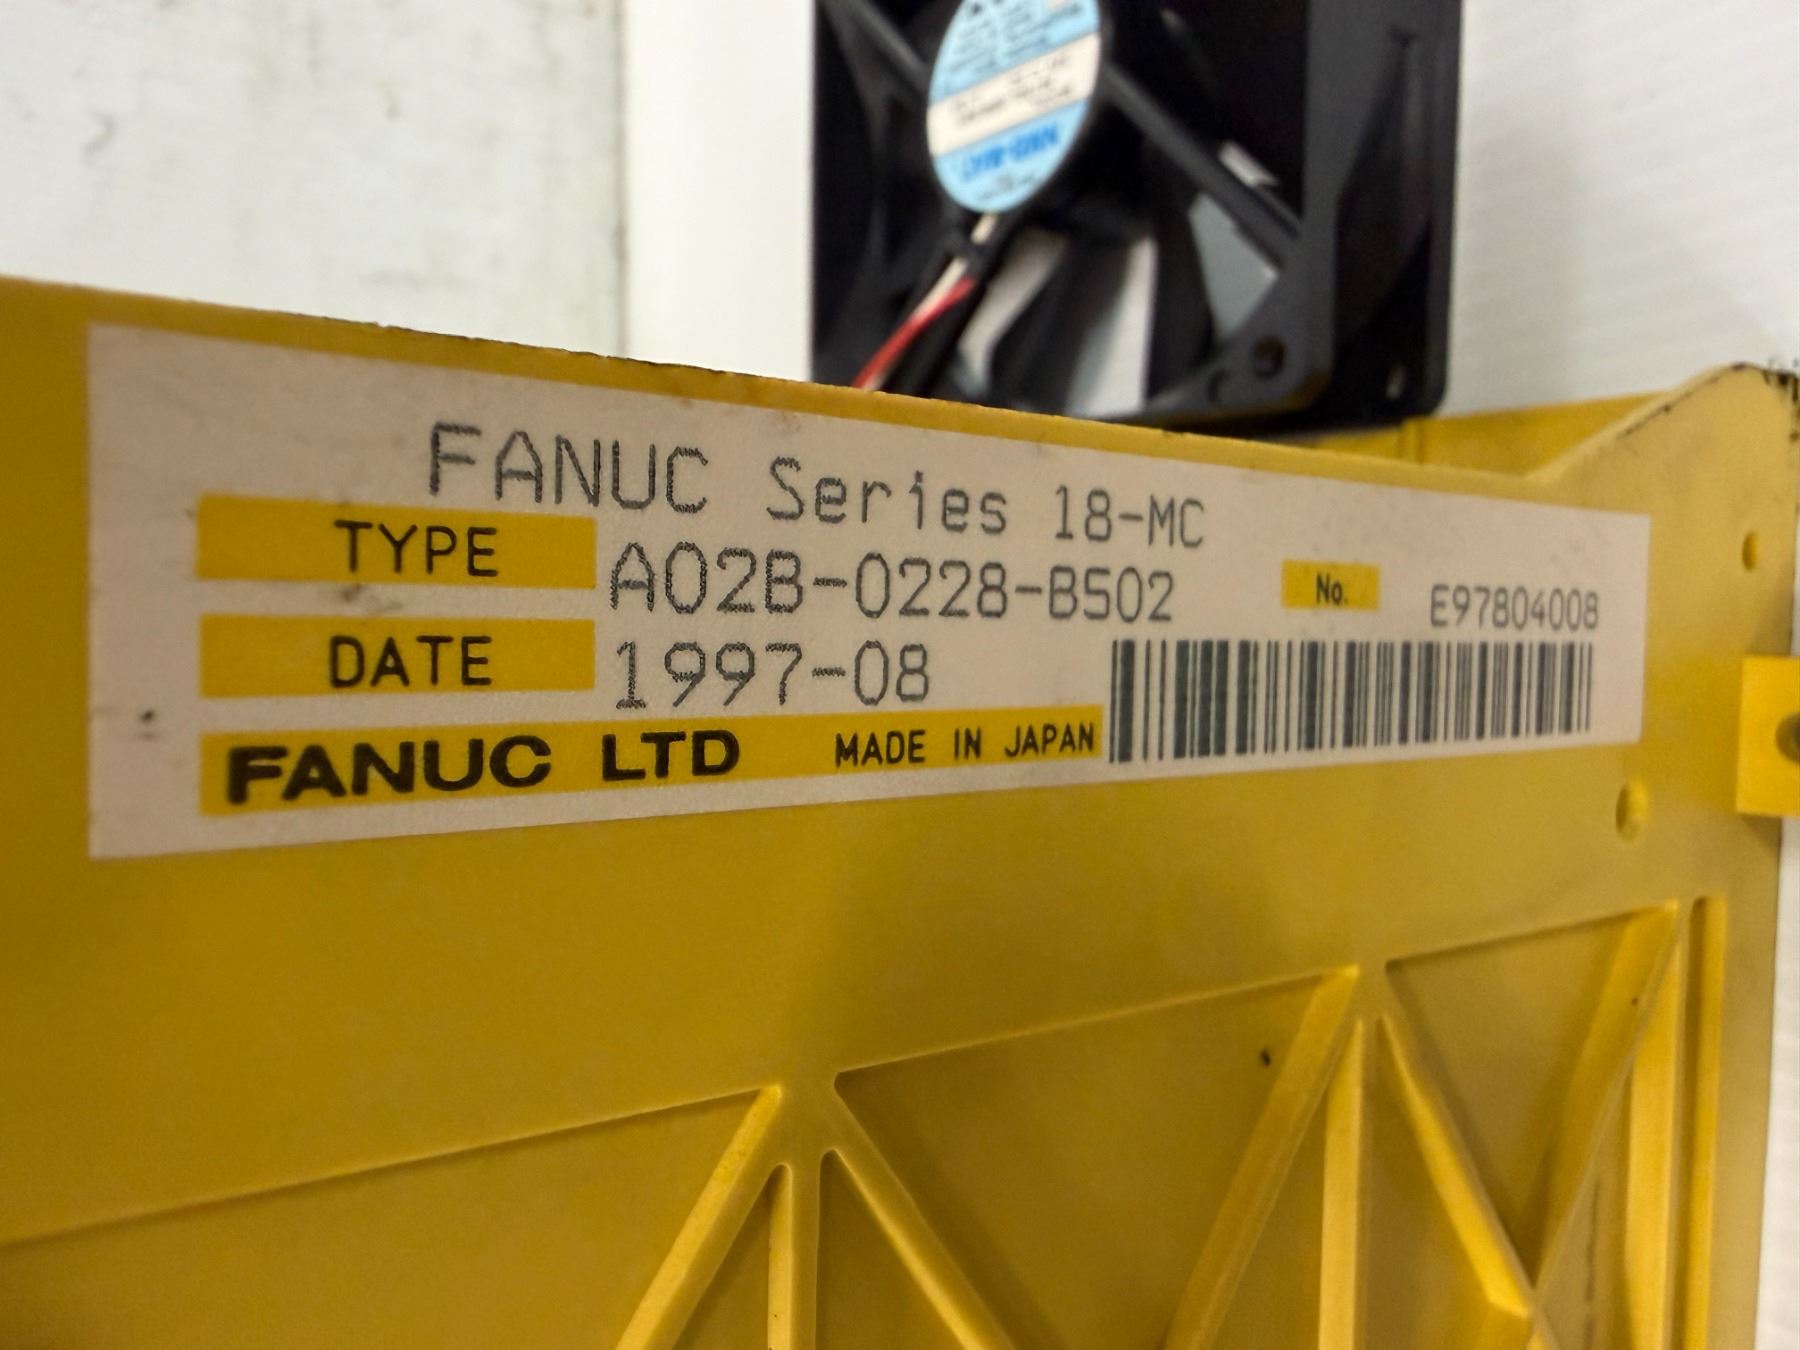 FANUC Series 18-MC
TYPE A02B-0228-B502
No. E97804008
DATE 1997-08
FANUC LTD MADE IN JAPAN